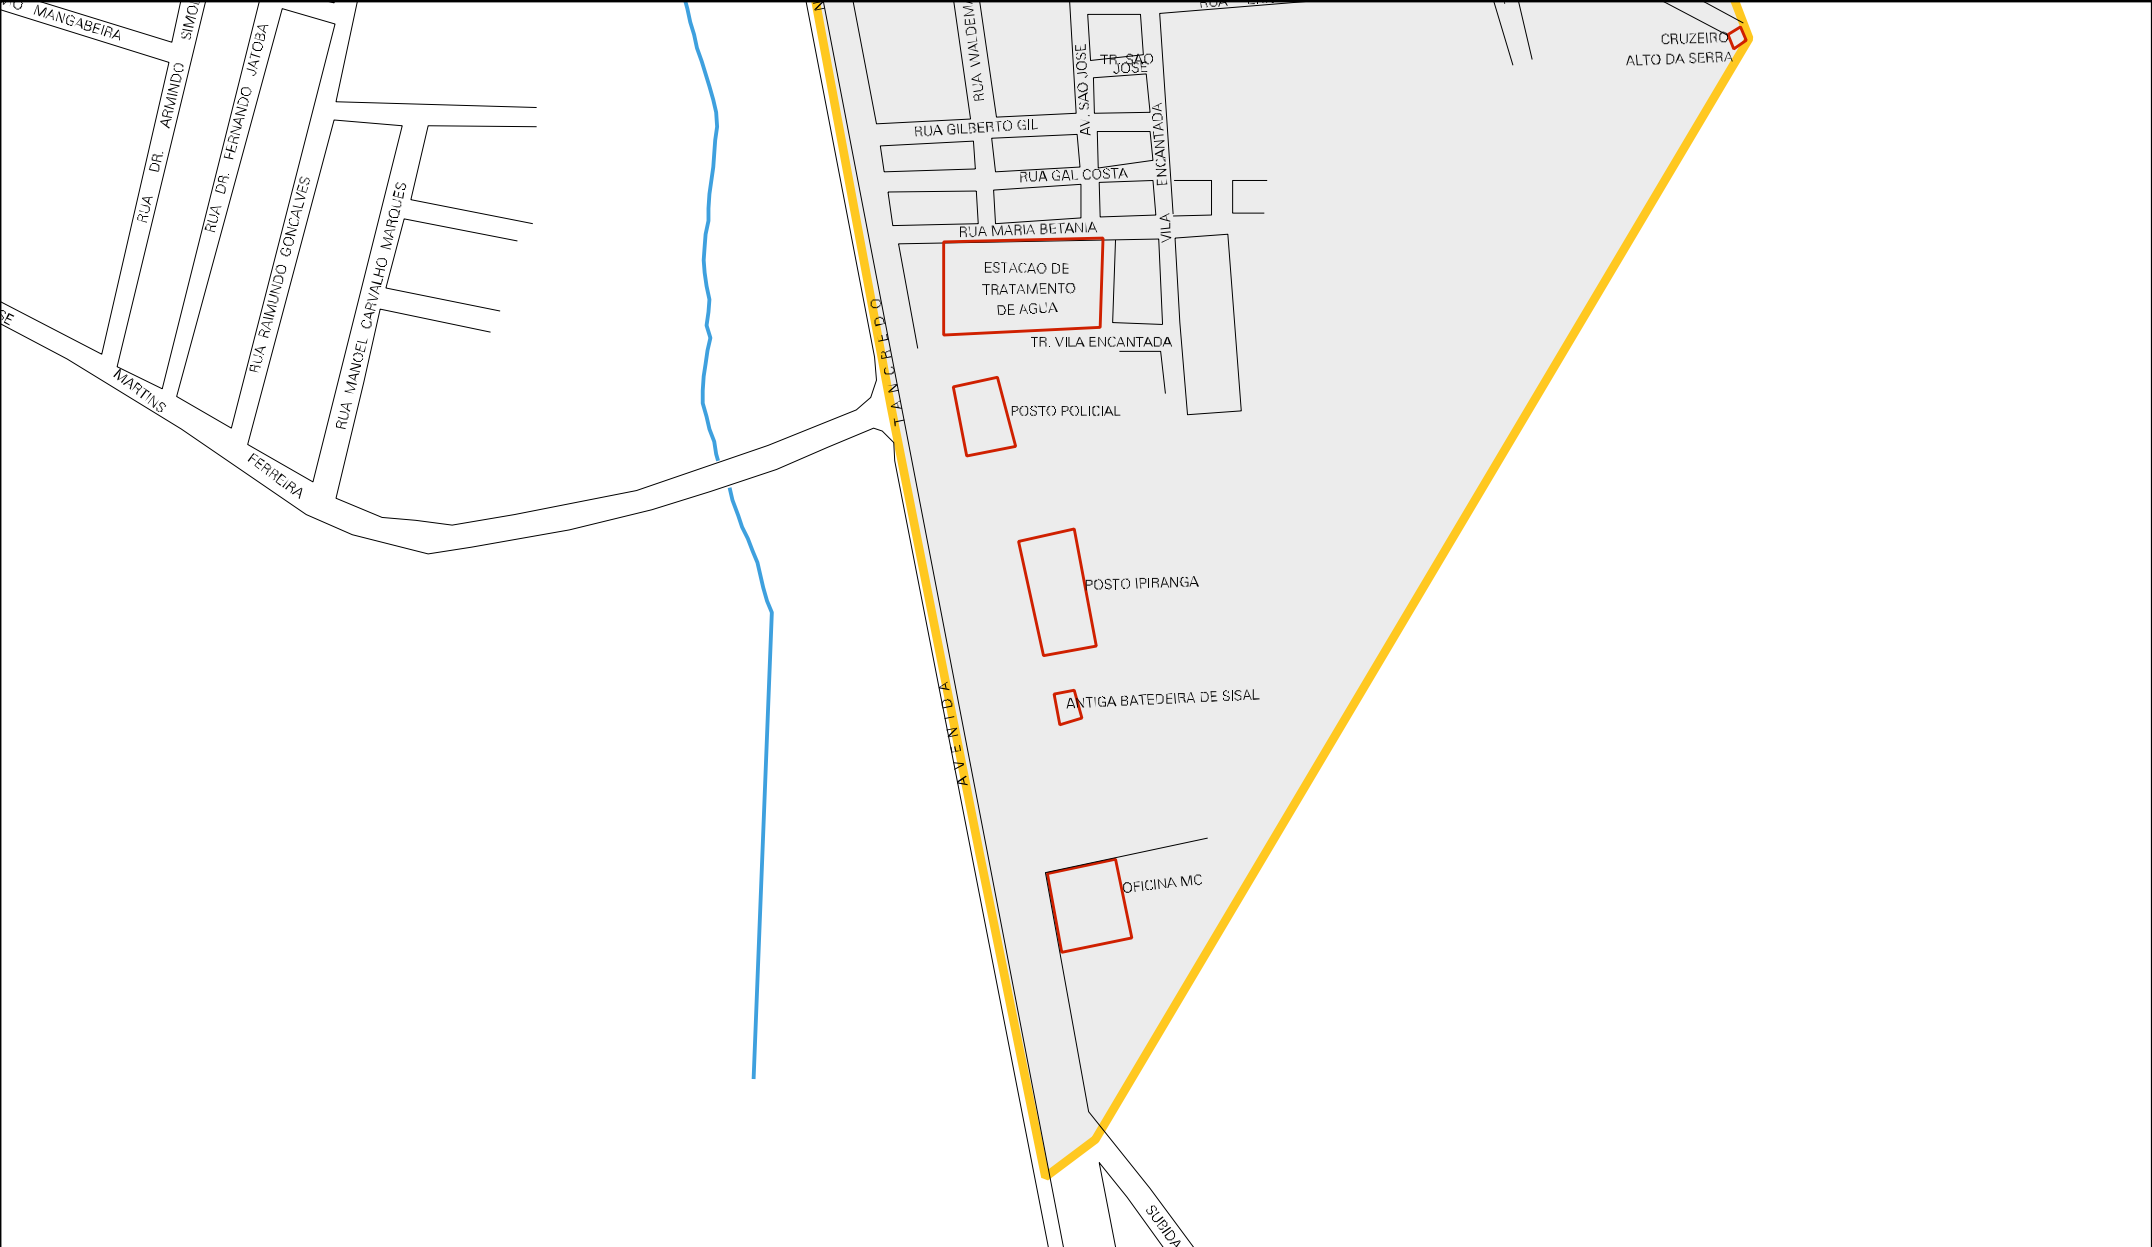 MANGABEIRA
RUA DR. ARMINDO
RUA DR. FERNANDO JATOBA
RUA RAIMUNDO GONCALVES
RUA MANOEL CARVALHO MARQUES
MARTINS
FERREIRA
AVENIDA TANCREDO
RUA GILBERTO GIL
AV. SAO JOSE
TR. SAO
JOSE
VILA ENCANTADA
RUA GAL COSTA
RUA MARIA BETANIA
ESTACAO DE
TRATAMENTO
DE AGUA
TR. VILA ENCANTADA
POSTO POLICIAL
POSTO IPIRANGA
ANTIGA BATEDEIRA DE SISAL
OFICINA MC
CRUZEIRO
ALTO DA SERRA
SUBIDA